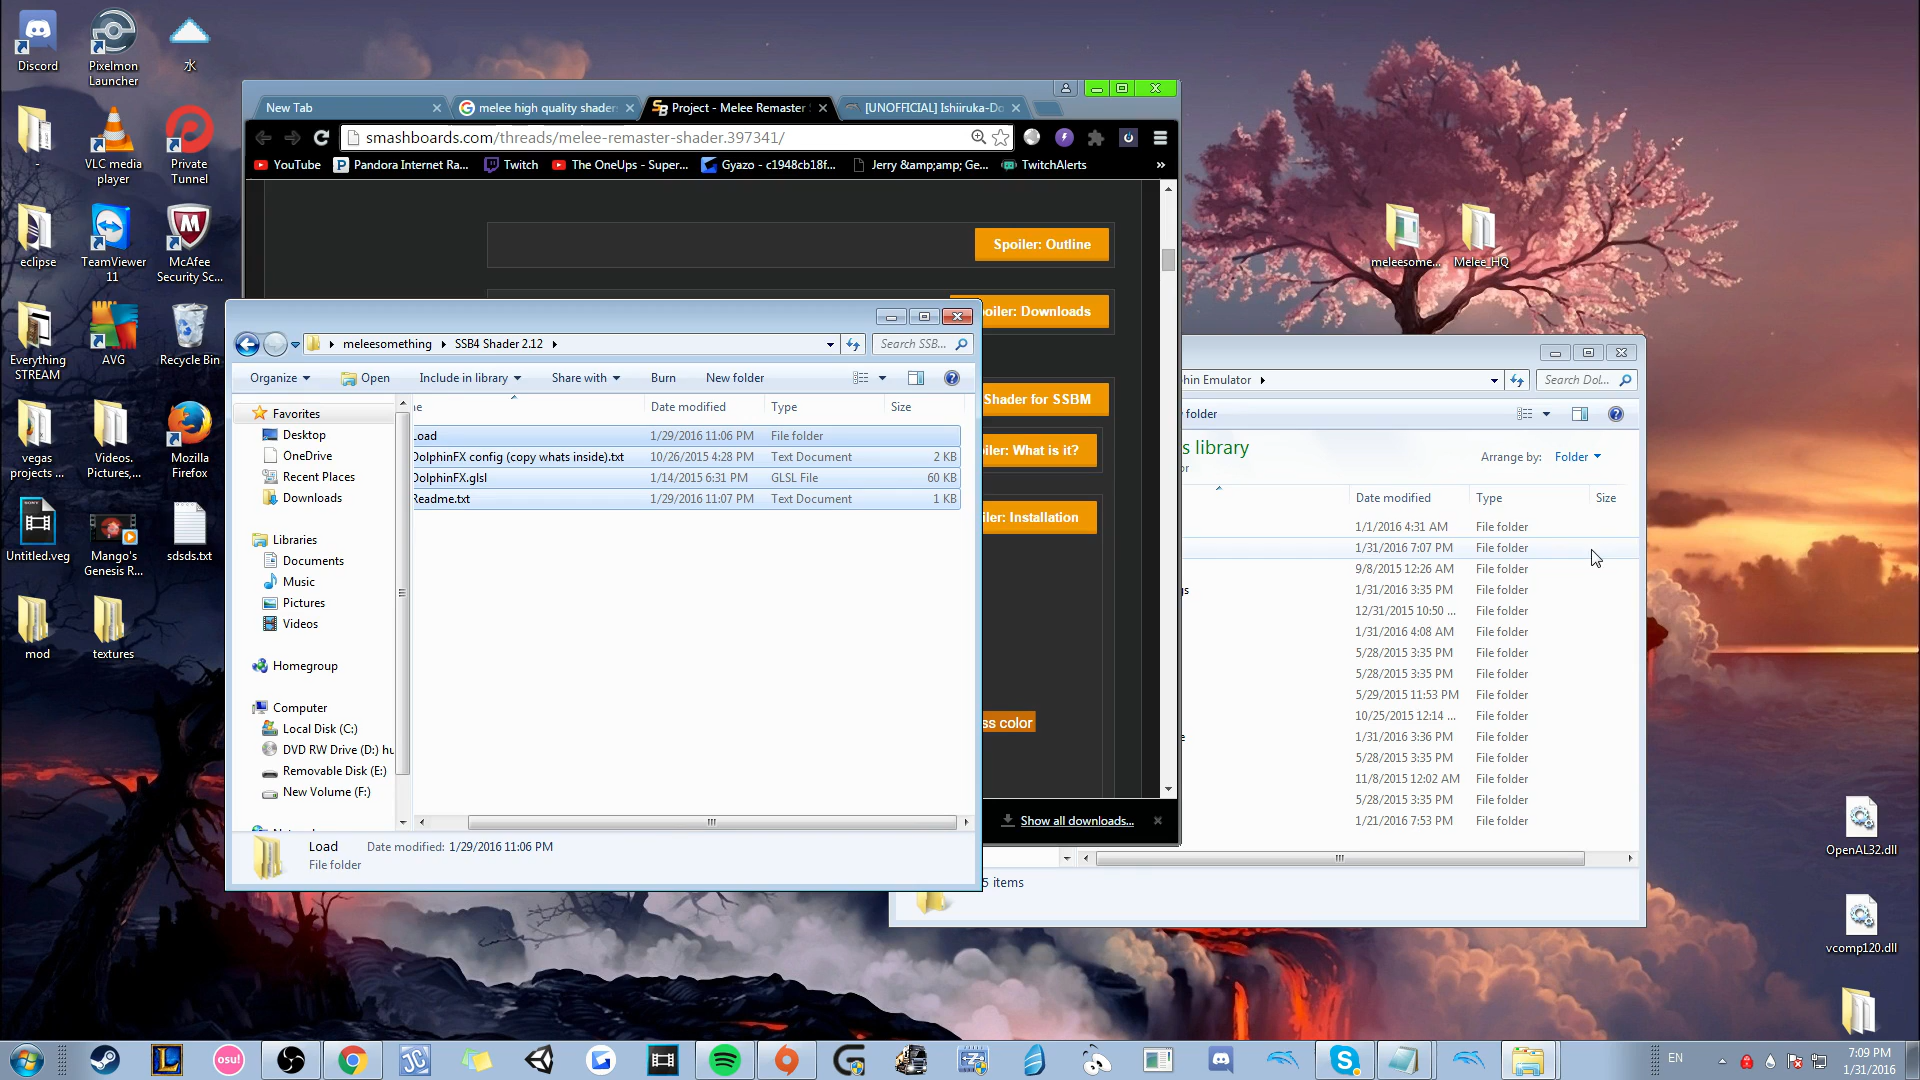 Discord
Pixelmon
Launcher
水
-
VLC media
player
Private
Tunnel
eclipse
TeamViewer
11
McAfee
Security Sc...
Everything
STREAM
AVG
Recycle Bin
vegas
projects ...
Videos.
Pictures,...
Mozilla
Firefox
Untitled.veg
Mango's
Genesis R...
sdsds.txt
mod
textures
New Tab
melee high quality shader
Project - Melee Remaster
[UNOFFICIAL] Ishiiruka-Do
smashboards.com/threads/melee-remaster-shader.397341/
YouTube
Pandora Internet Ra...
Twitch
The OneUps - Super...
Gyazo - c1948cb18f...
Jerry &amp;amp; Ge...
TwitchAlerts
»
Spoiler: Outline
oiler: Downloads
Shader for SSBM
iler: What is it?
iler: Installation
ss color
Show all downloads...
meleesomething
SSB4 Shader 2.12
Search SSB...
Organize
Open
Include in library
Share with
Burn
New folder
Favorites
Desktop
OneDrive
Recent Places
Downloads
Libraries
Documents
Music
Pictures
Videos
Homegroup
Computer
Local Disk (C:)
DVD RW Drive (D:) hu
Removable Disk (E:)
New Volume (F:)
ne Date modified Type Size
Load 1/29/2016 11:06 PM File folder
DolphinFX config (copy whats inside).txt 10/26/2015 4:28 PM Text Document 2 KB
DolphinFX.glsl 1/14/2015 6:31 PM GLSL File 60 KB
Readme.txt 1/29/2016 11:07 PM Text Document 1 KB
Load Date modified: 1/29/2016 11:06 PM
File folder
meleesome...
Melee_HQ
hin Emulator
Search Dol...
folder
s library
or
Arrange by: Folder
Date modified Type Size
1/1/2016 4:31 AM File folder
1/31/2016 7:07 PM File folder
9/8/2015 12:26 AM File folder
gs 1/31/2016 3:35 PM File folder
12/31/2015 10:50 ... File folder
1/31/2016 4:08 AM File folder
5/28/2015 3:35 PM File folder
5/28/2015 3:35 PM File folder
5/29/2015 11:53 PM File folder
10/25/2015 12:14 ... File folder
e 1/31/2016 3:36 PM File folder
5/28/2015 3:35 PM File folder
11/8/2015 12:02 AM File folder
5/28/2015 3:35 PM File folder
1/21/2016 7:53 PM File folder
5 items
OpenAL32.dll
vcomp120.dll
osu!
JC
EN
7:09 PM
1/31/2016